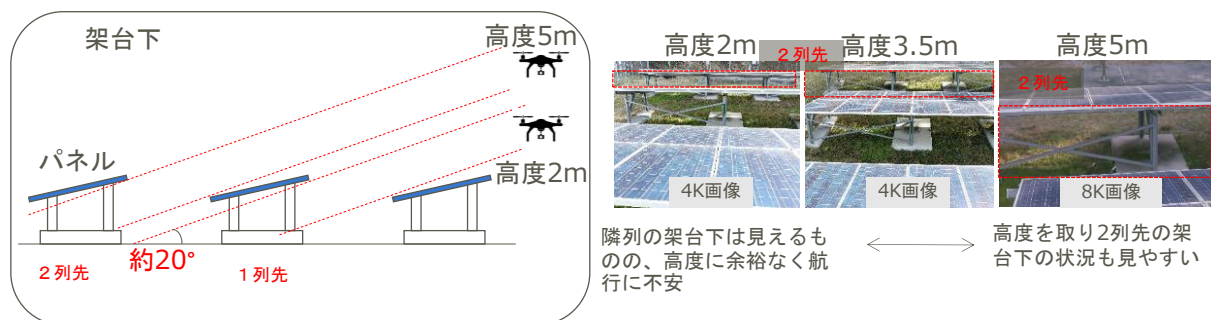 架台下
高度5m
パネル
高度2m
約20°
２列先
１列先
高度2m
２列先
高度3.5m
高度5m
２列先
4K画像
4K画像
8K画像
隣列の架台下は見えるも
のの、高度に余裕なく航
行に不安
高度を取り2列先の架
台下の状況も見やすい